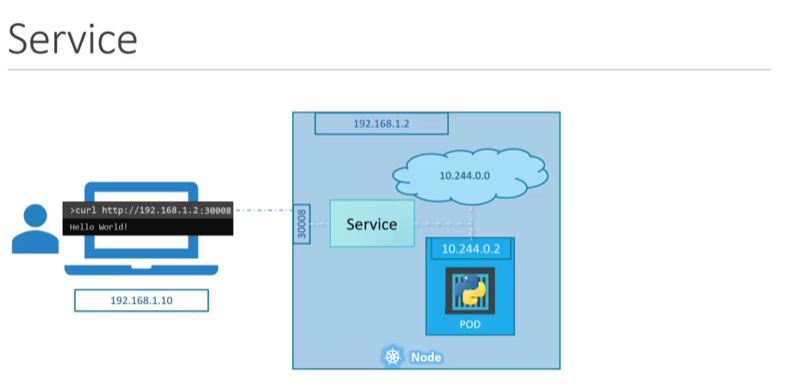 Service
192.168.1.2
10.244.0.0
>curl http://192.168.1.2:30008
Hello World!
30008
Service
10.244.0.2
POD
192.168.1.10
Node